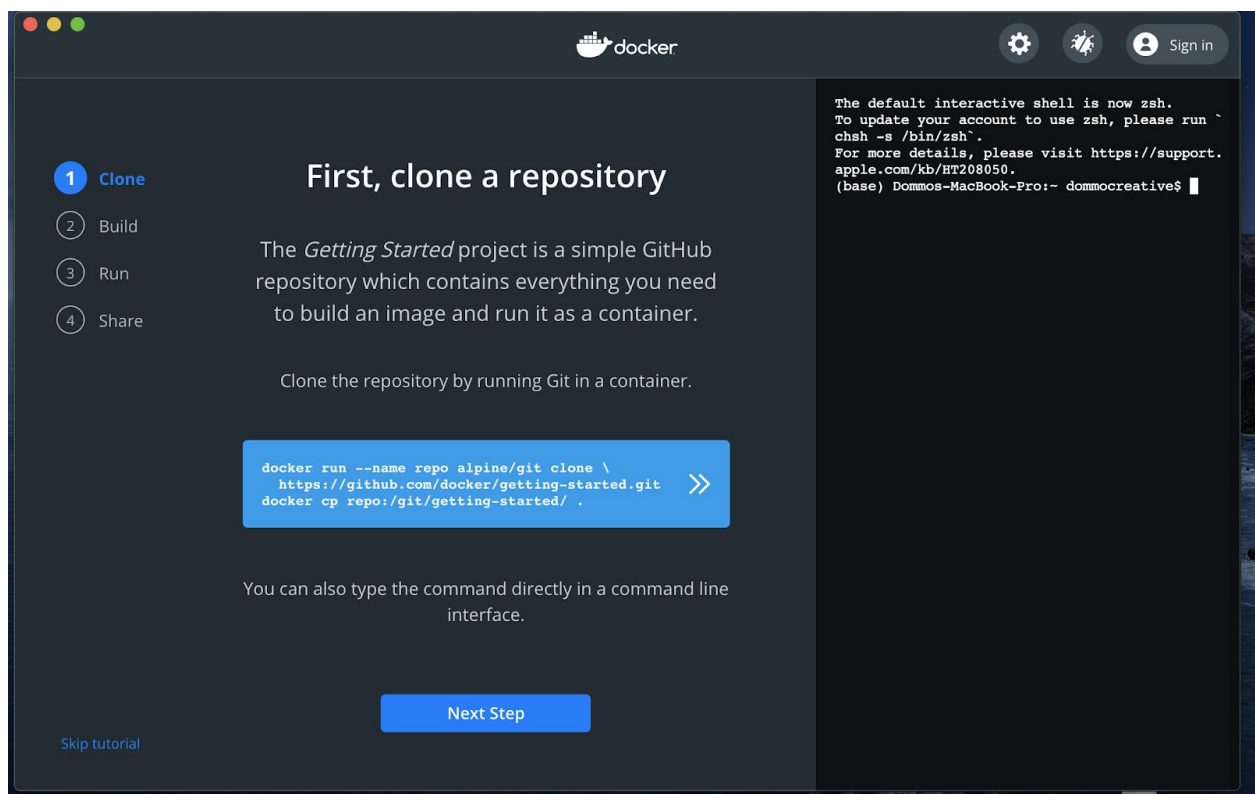 docker
Sign in
1 Clone
2 Build
3 Run
4 Share
First, clone a repository
The Getting Started project is a simple GitHub
repository which contains everything you need
to build an image and run it as a container.
Clone the repository by running Git in a container.
docker run --name repo alpine/git clone \
https://github.com/docker/getting-started.git
docker cp repo:/git/getting-started/ .
You can also type the command directly in a command line
interface.
Next Step
Skip tutorial
The default interactive shell is now zsh.
To update your account to use zsh, please run `
chsh -s /bin/zsh`.
For more details, please visit https://support.
apple.com/kb/HT208050.
(base) Dommos-MacBook-Pro:~ dommocreative$